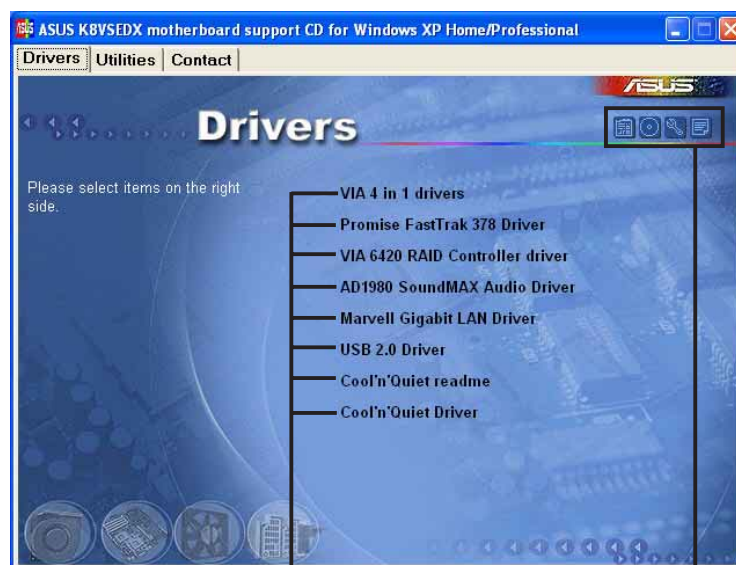 ASUS K8VSEDX motherboard support CD for Windows XP Home/Professional
Drivers Utilities Contact
ASUS
Drivers
Please select items on the right
side.
VIA 4 in 1 drivers
Promise FastTrak 378 Driver
VIA 6420 RAID Controller driver
AD1980 SoundMAX Audio Driver
Marvell Gigabit LAN Driver
USB 2.0 Driver
Cool'n'Quiet readme
Cool'n'Quiet Driver